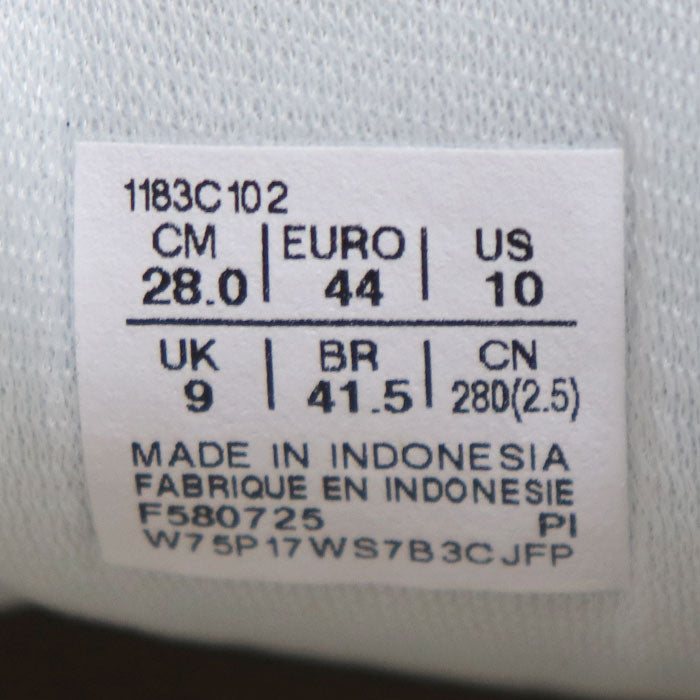 1183C102
CM | EURO | US
28.0 | 44 | 10
UK | BR | CN
9 | 41.5 | 280(2.5)
MADE IN INDONESIA
FABRIQUE EN INDONESIE
F580725 PI
W75P17WS7B3CJFP